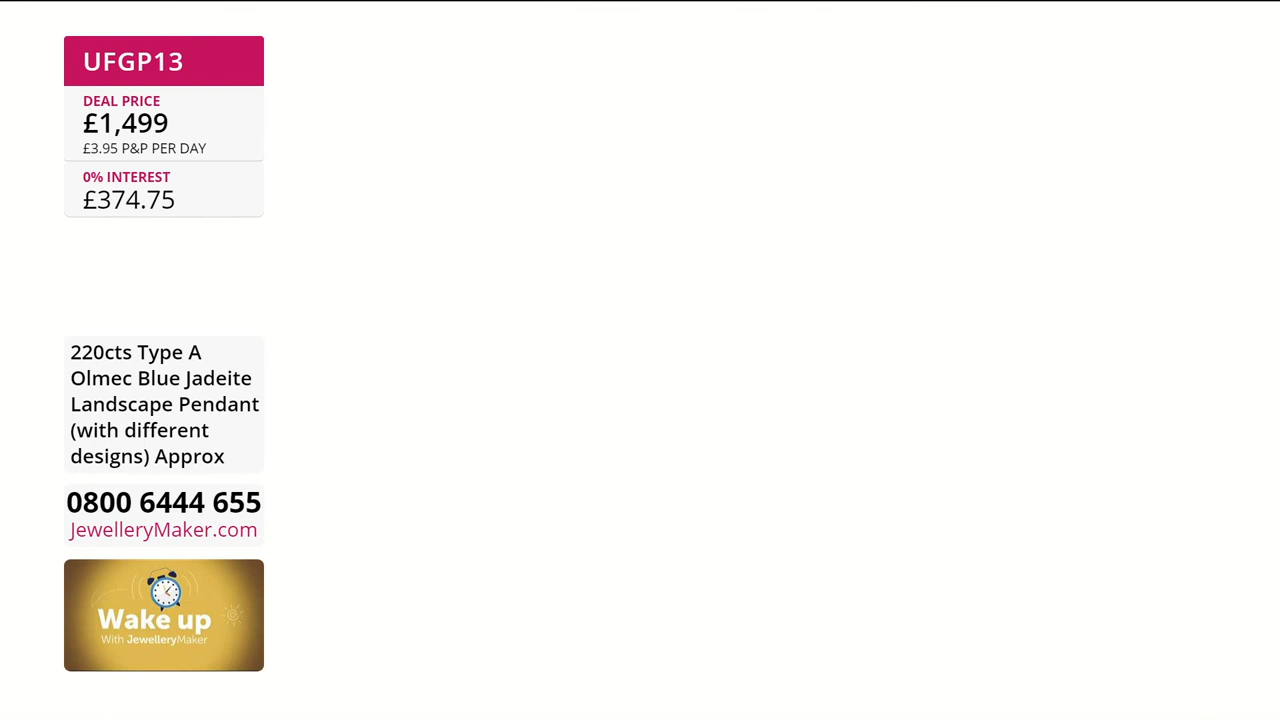 UFGP13
DEAL PRICE
£1,499
£3.95 P&P PER DAY
0% INTEREST
£374.75
220cts Type A
Olmec Blue Jadeite
Landscape Pendant
(with different
designs) Approx
0800 6444 655
JewelleryMaker.com
Wake up
With JewelleryMaker